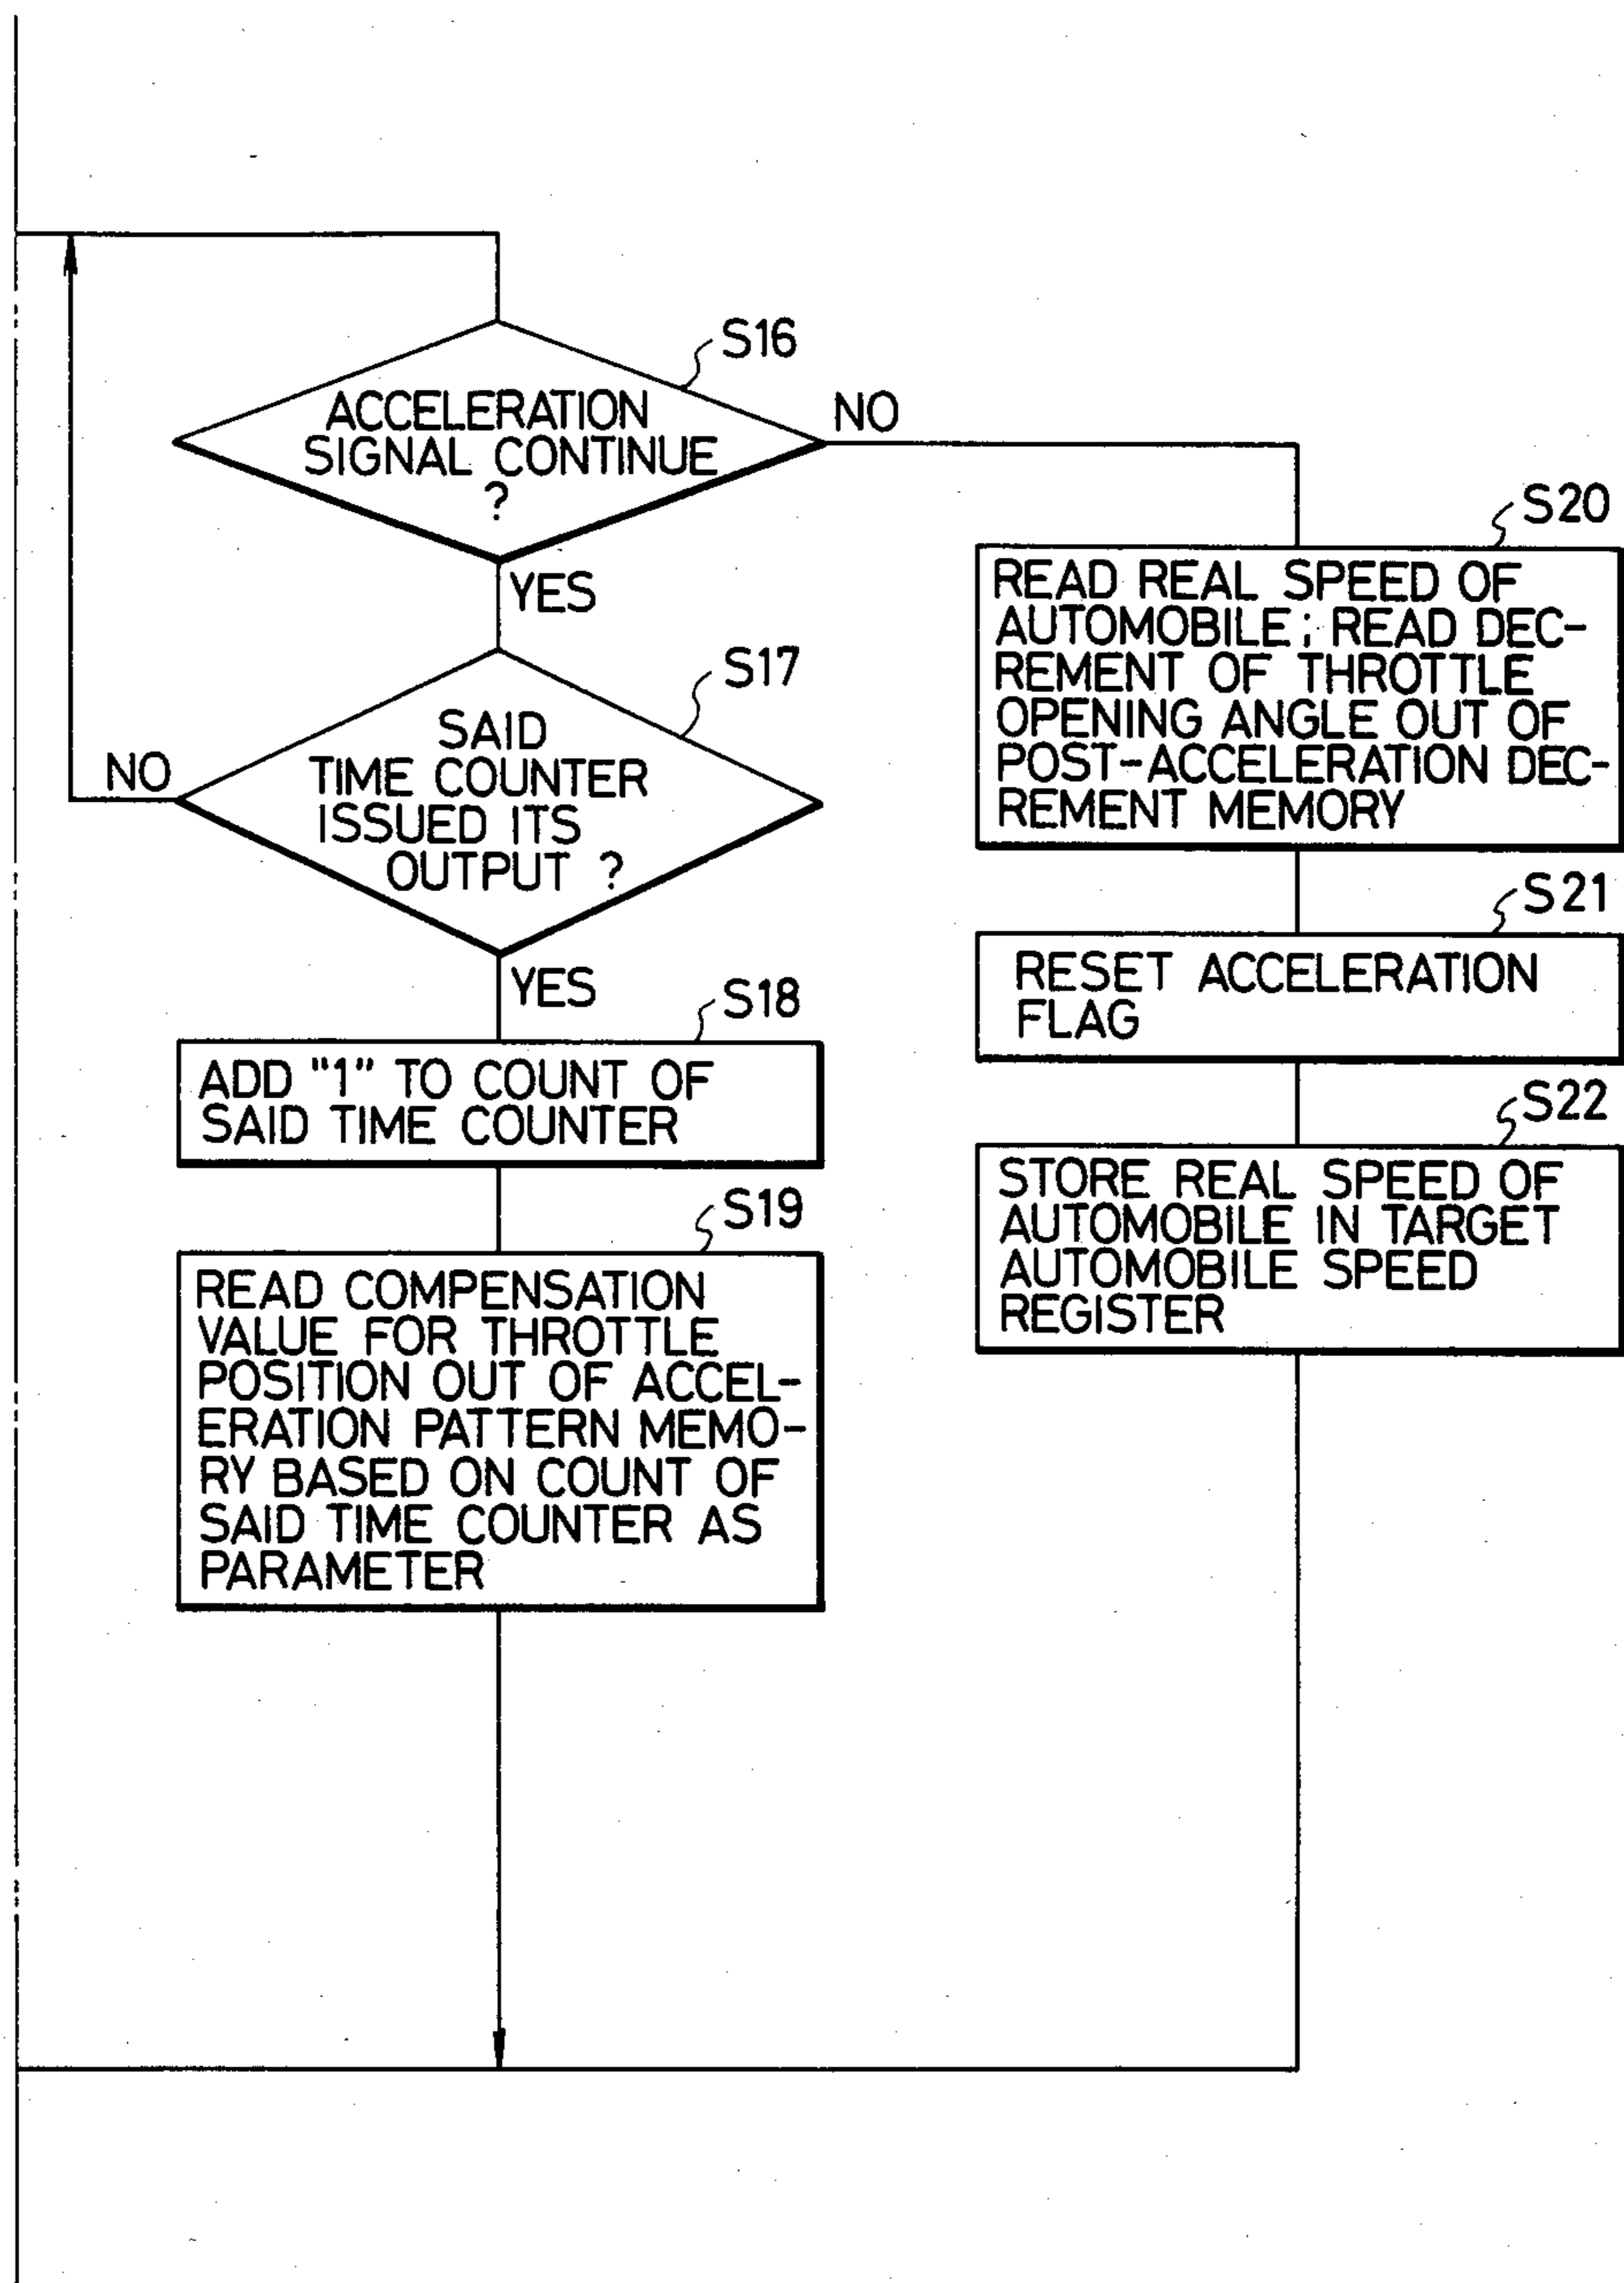 S16
ACCELERATION
SIGNAL CONTINUE
?
NO
YES
S17
SAID
TIME COUNTER
ISSUED ITS
OUTPUT ?
NO
YES
S18
ADD "1" TO COUNT OF
SAID TIME COUNTER
S19
READ COMPENSATION
VALUE FOR THROTTLE
POSITION OUT OF ACCEL-
ERATION PATTERN MEMO-
RY BASED ON COUNT OF
SAID TIME COUNTER AS
PARAMETER
S20
READ REAL SPEED OF
AUTOMOBILE; READ DEC-
REMENT OF THROTTLE
OPENING ANGLE OUT OF
POST-ACCELERATION DEC-
REMENT MEMORY
S21
RESET ACCELERATION
FLAG
S22
STORE REAL SPEED OF
AUTOMOBILE IN TARGET
AUTOMOBILE SPEED
REGISTER